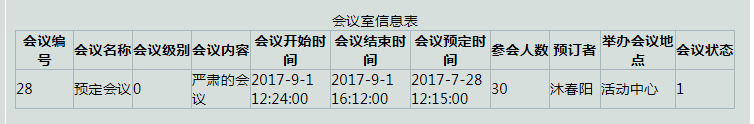 会议室信息表
会议编号 会议名称 会议级别 会议内容 会议开始时间 会议结束时间 会议预定时间 参会人数 预订者 举办会议地点 会议状态
28 预定会议 0 严肃的会议 2017-9-1 12:24:00 2017-9-1 16:12:00 2017-7-28 12:15:00 30 沐春阳 活动中心 1